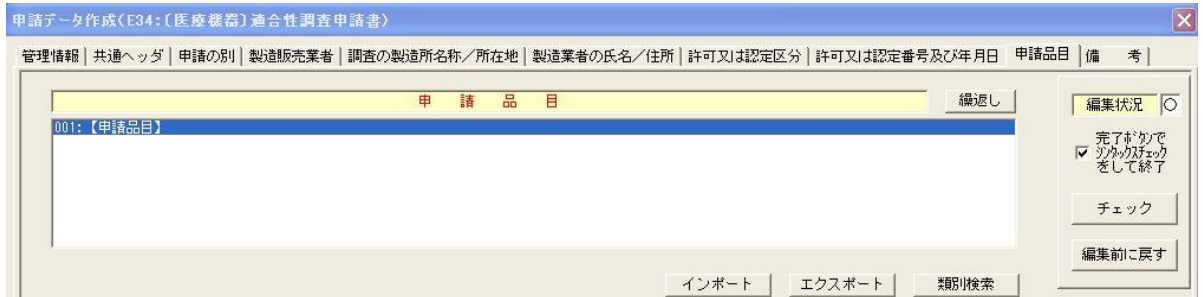 申請データ作成(E34:〔医療機器〕適合性調査申請書)
管理情報 共通ヘッダ 申請の別 製造販売業者 調査の製造所名称/所在地 製造業者の氏名/住所 許可又は認定区分 許可又は認定番号及び年月日 申請品目 備 考
申 請 品 目
繰返し
001:【申請品目】
編集状況 ○
完了ボタンで
シンタックスチェック
をして終了
チェック
編集前に戻す
インポート エクスポート 類別検索